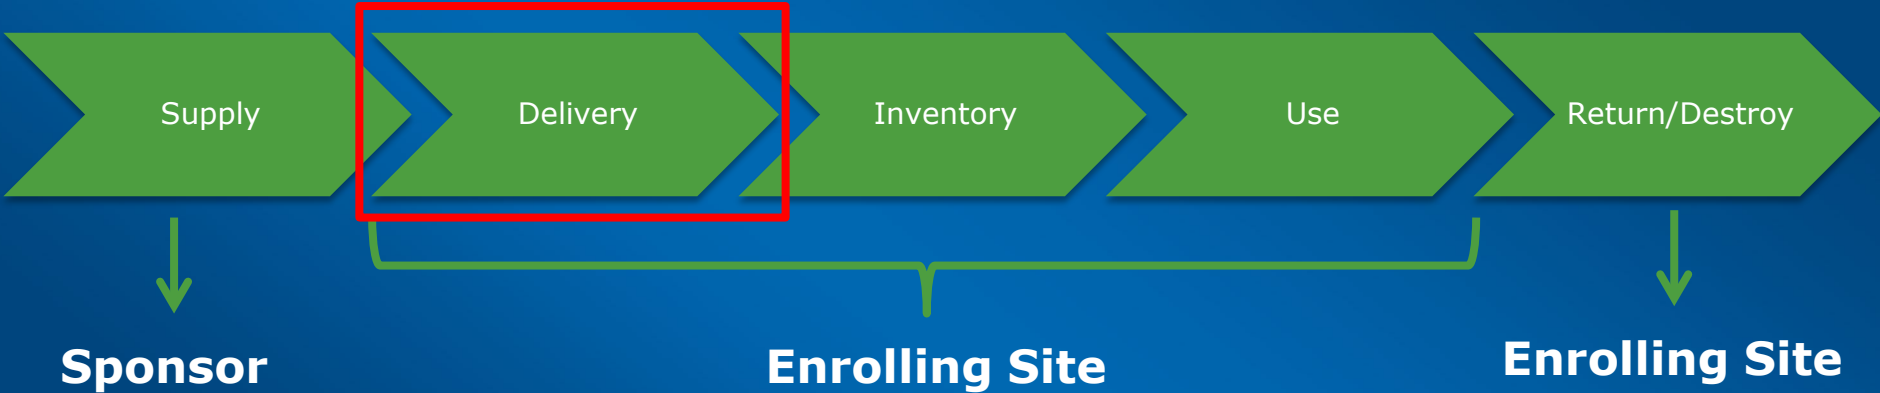 Supply
Delivery
Inventory
Use
Return/Destroy
Sponsor
Enrolling Site
Enrolling Site